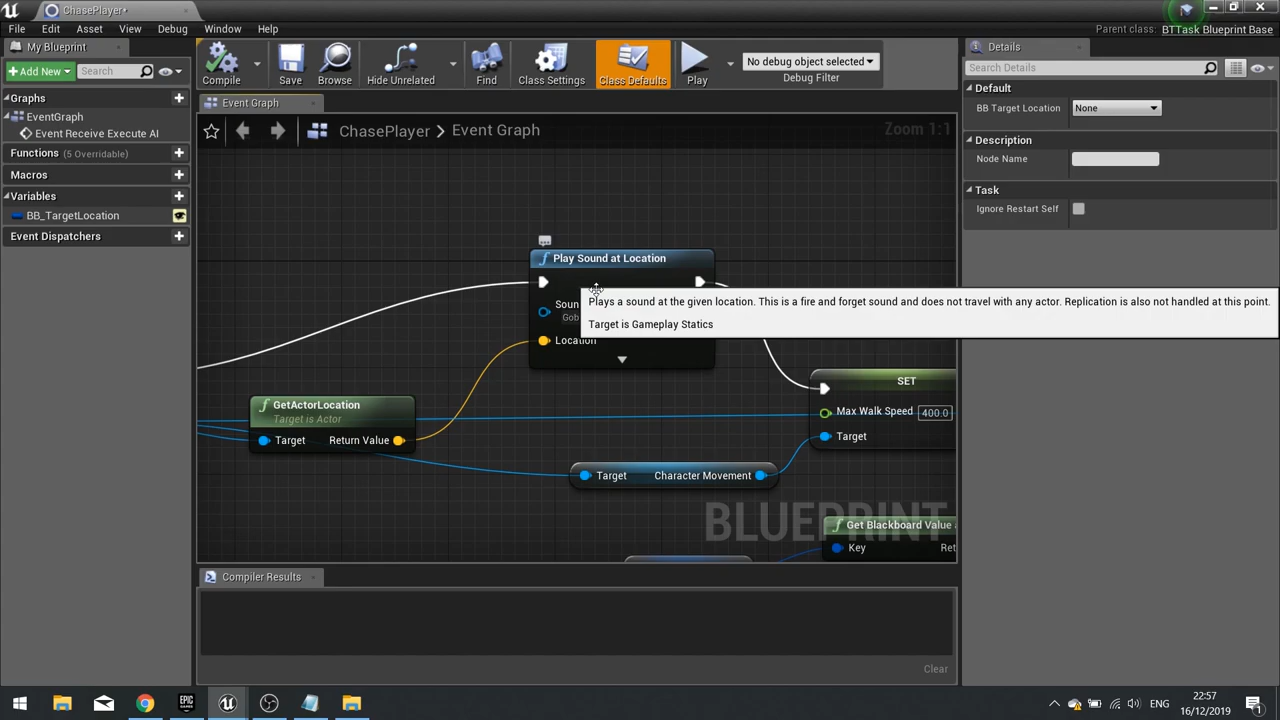 ChasePlayer*
File Edit Asset View Debug Window Help
Parent class: BTTask Blueprint Base
My Blueprint
Add New
Search
Compile
Save
Browse
Hide Unrelated
Find
Class Settings
Class Defaults
Play
No debug object selected
Debug Filter
Graphs
EventGraph
Event Receive Execute AI
Functions (5 Overridable)
Macros
Variables
BB_TargetLocation
Event Dispatchers
Event Graph
ChasePlayer > Event Graph
Zoom 1:1
Play Sound at Location
Soun
Gob
Location
Plays a sound at the given location. This is a fire and forget sound and does not travel with any actor. Replication is also not handled at this point.
Target is Gameplay Statics
GetActorLocation
Target is Actor
Target Return Value
SET
Max Walk Speed 400.0
Target
Target Character Movement
BLUEPRINT
Get Blackboard Value
Key Ret
Compiler Results
Clear
Details
Search Details
Default
BB Target Location None
Description
Node Name
Task
Ignore Restart Self
ENG
22:57
16/12/2019
EPIC
GAMES
1